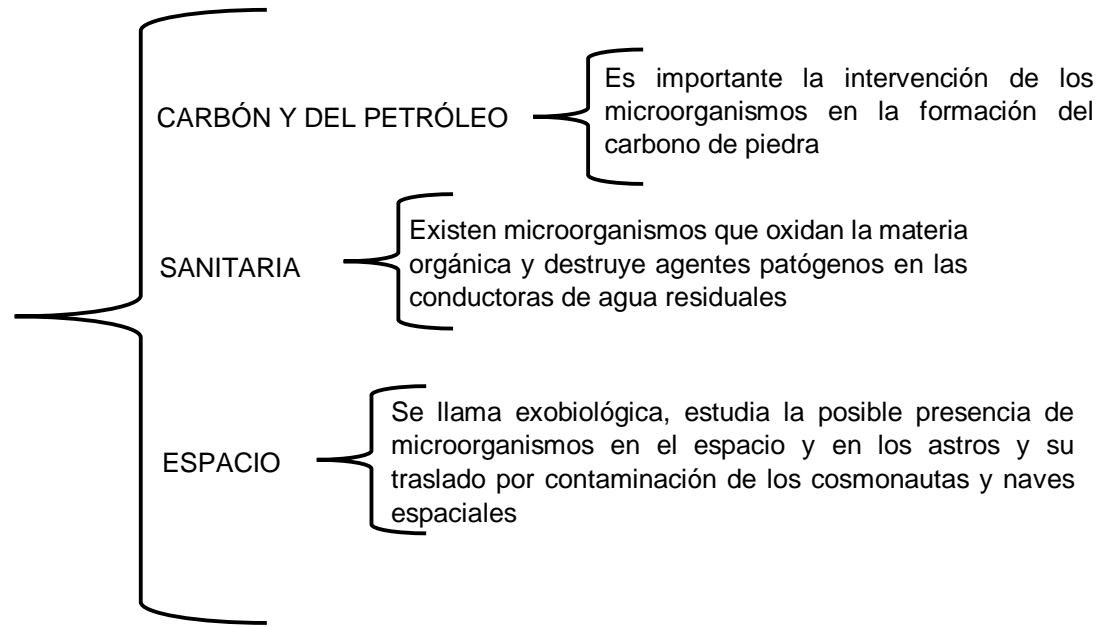 CARBÓN Y DEL PETRÓLEO
Es importante la intervención de los
microorganismos en la formación del
carbono de piedra
SANITARIA
Existen microorganismos que oxidan la materia
orgánica y destruye agentes patógenos en las
conductoras de agua residuales
ESPACIO
Se llama exobiológica, estudia la posible presencia de
microorganismos en el espacio y en los astros y su
traslado por contaminación de los cosmonautas y naves
espaciales